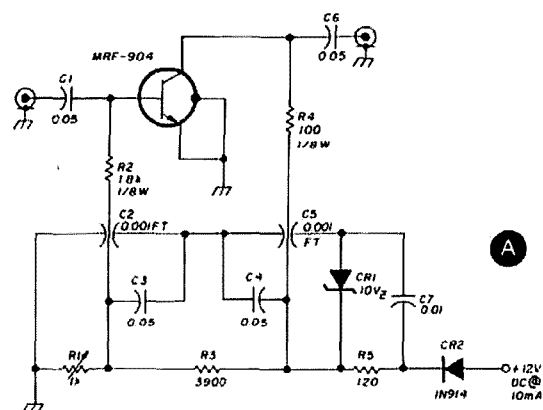 C6
0.05
MRF-904
C1
0.05
R4
100
1/8W
R2
18k
1/8W
C2
0.001FT
C5
0.001
FT
A
C3
0.05
C4
0.05
CR1
10Vz
C7
0.01
CR2
R1
1k
R3
3900
R5
120
1N914
+12V
DC@
10mA